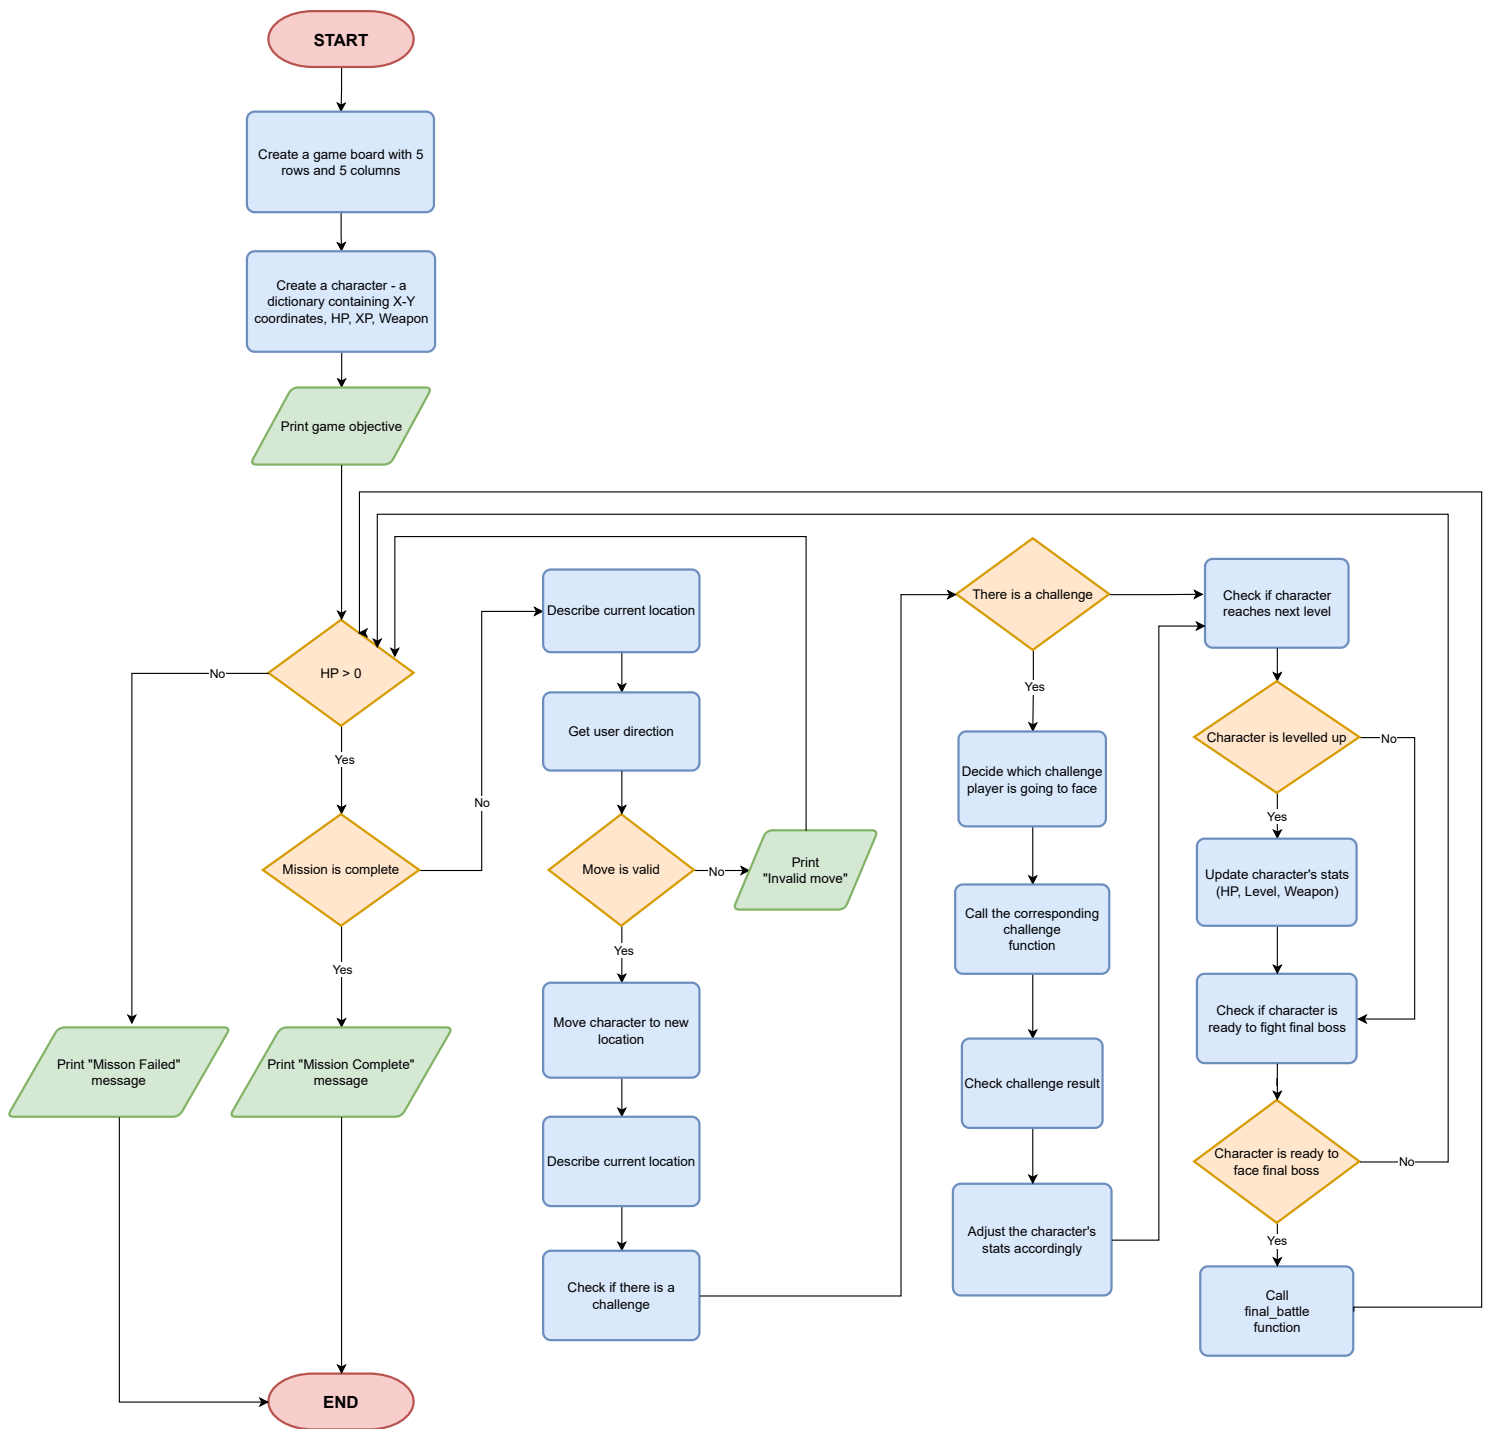 START
Create a game board with 5
rows and 5 columns
Create a character - a
dictionary containing X-Y
coordinates, HP, XP, Weapon
Print game objective
HP > 0
No
Yes
Mission is complete
No
Yes
Print "Misson Failed"
message
Print "Mission Complete"
message
END
Describe current location
Get user direction
Move is valid
No
Print
"Invalid move"
Yes
Move character to new
location
Describe current location
Check if there is a
challenge
There is a challenge
Yes
Decide which challenge
player is going to face
Call the corresponding
challenge
function
Check challenge result
Adjust the character's
stats accordingly
Check if character
reaches next level
Character is levelled up
No
Yes
Update character's stats
(HP, Level, Weapon)
Check if character is
ready to fight final boss
Character is ready to
face final boss
No
Yes
Call
final_battle
function